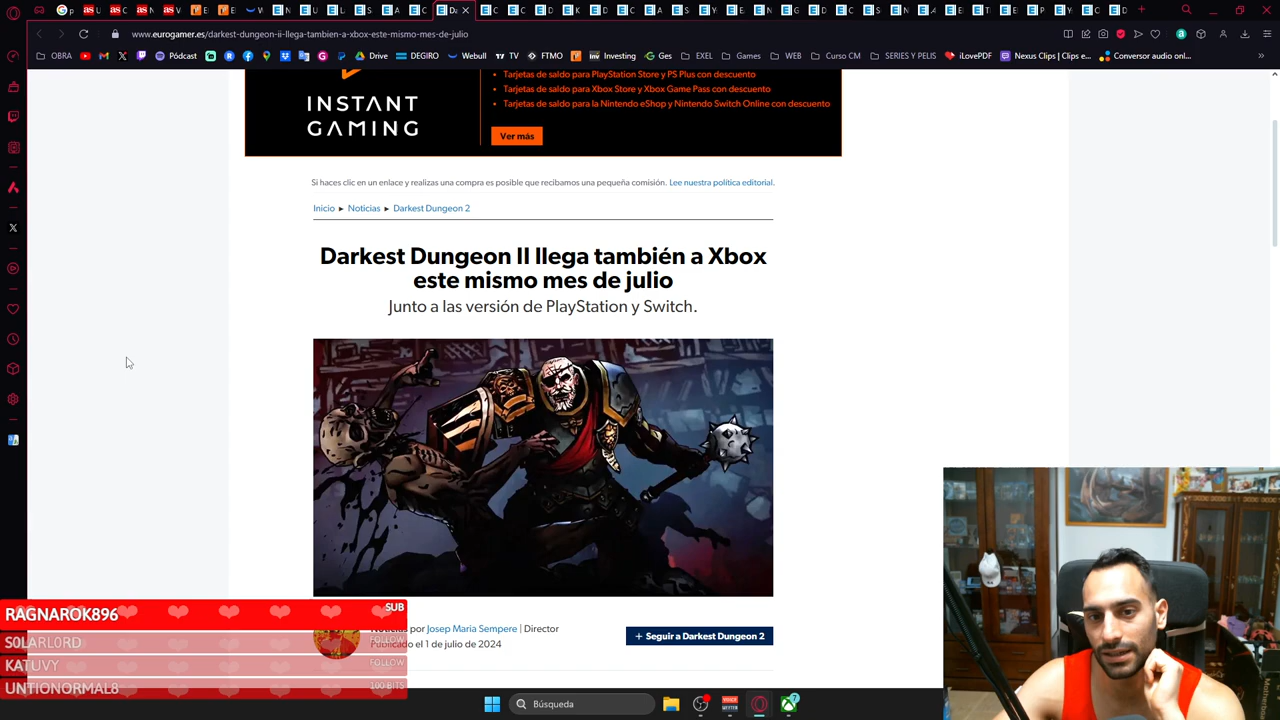 www.eurogamer.es/darkest-dungeon-ii-llega-tambien-a-xbox-este-mismo-mes-de-julio
OBRA
Pódcast
Drive
DEGIRO
Webull
TV
FTMO
Investing
Ges
EXEL
Games
WEB
Curso CM
SERIES Y PELIS
iLovePDF
Nexus Clips | Clips e...
Conversor audio onl...
Tarjetas de saldo para PlayStation Store y PS Plus con descuento
Tarjetas de saldo para Xbox Store y Xbox Game Pass con descuento
Tarjetas de saldo para la Nintendo eShop y Nintendo Switch Online con descuento
INSTANT
GAMING
Ver más
Si haces clic en un enlace y realizas una compra es posible que recibamos una pequeña comisión. Lee nuestra política editorial.
Inicio ► Noticias ► Darkest Dungeon 2
Darkest Dungeon II llega también a Xbox
este mismo mes de julio
Junto a las versión de PlayStation y Switch.
por Josep Maria Sempere | Director
Publicado el 1 de julio de 2024
+ Seguir a Darkest Dungeon 2
RAGNAROK896 SUB
SOLARLORD FOLLOW
KATUVY FOLLOW
UNTIONORMAL8 100 BITS
Búsqueda
7